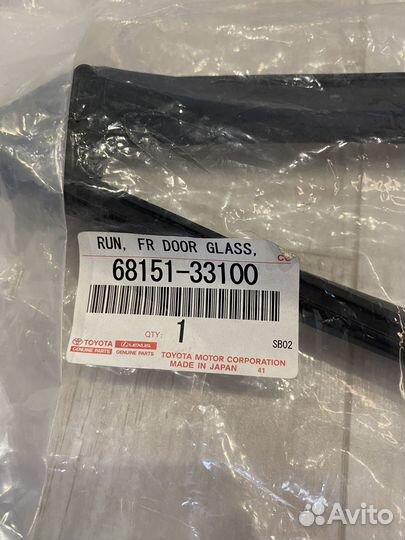 RUN, FR DOOR GLASS,
68151-33100
QTY: 1
SB02
TOYOTA LEXUS
GENUINE PARTS GENUINE PARTS
TOYOTA MOTOR CORPORATION
MADE IN JAPAN 41
Avito